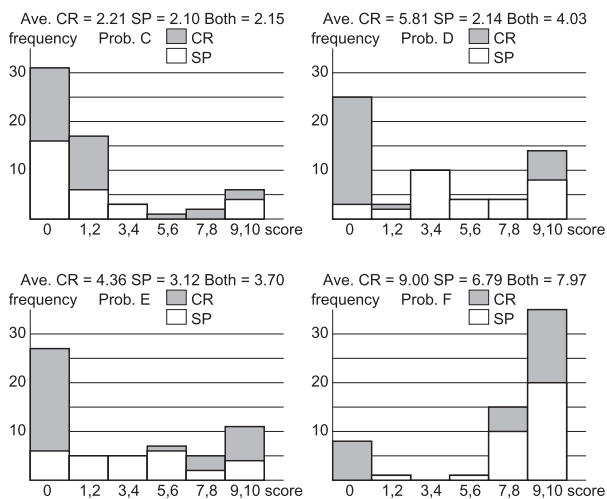 Ave. CR = 2.21 SP = 2.10 Both = 2.15
frequency Prob. C CR
SP
30
20
10
0 1,2 3,4 5,6 7,8 9,10 score
Ave. CR = 5.81 SP = 2.14 Both = 4.03
frequency Prob. D CR
SP
30
20
10
0 1,2 3,4 5,6 7,8 9,10 score
Ave. CR = 4.36 SP = 3.12 Both = 3.70
frequency Prob. E CR
SP
30
20
10
0 1,2 3,4 5,6 7,8 9,10 score
Ave. CR = 9.00 SP = 6.79 Both = 7.97
frequency Prob. F CR
SP
30
20
10
0 1,2 3,4 5,6 7,8 9,10 score